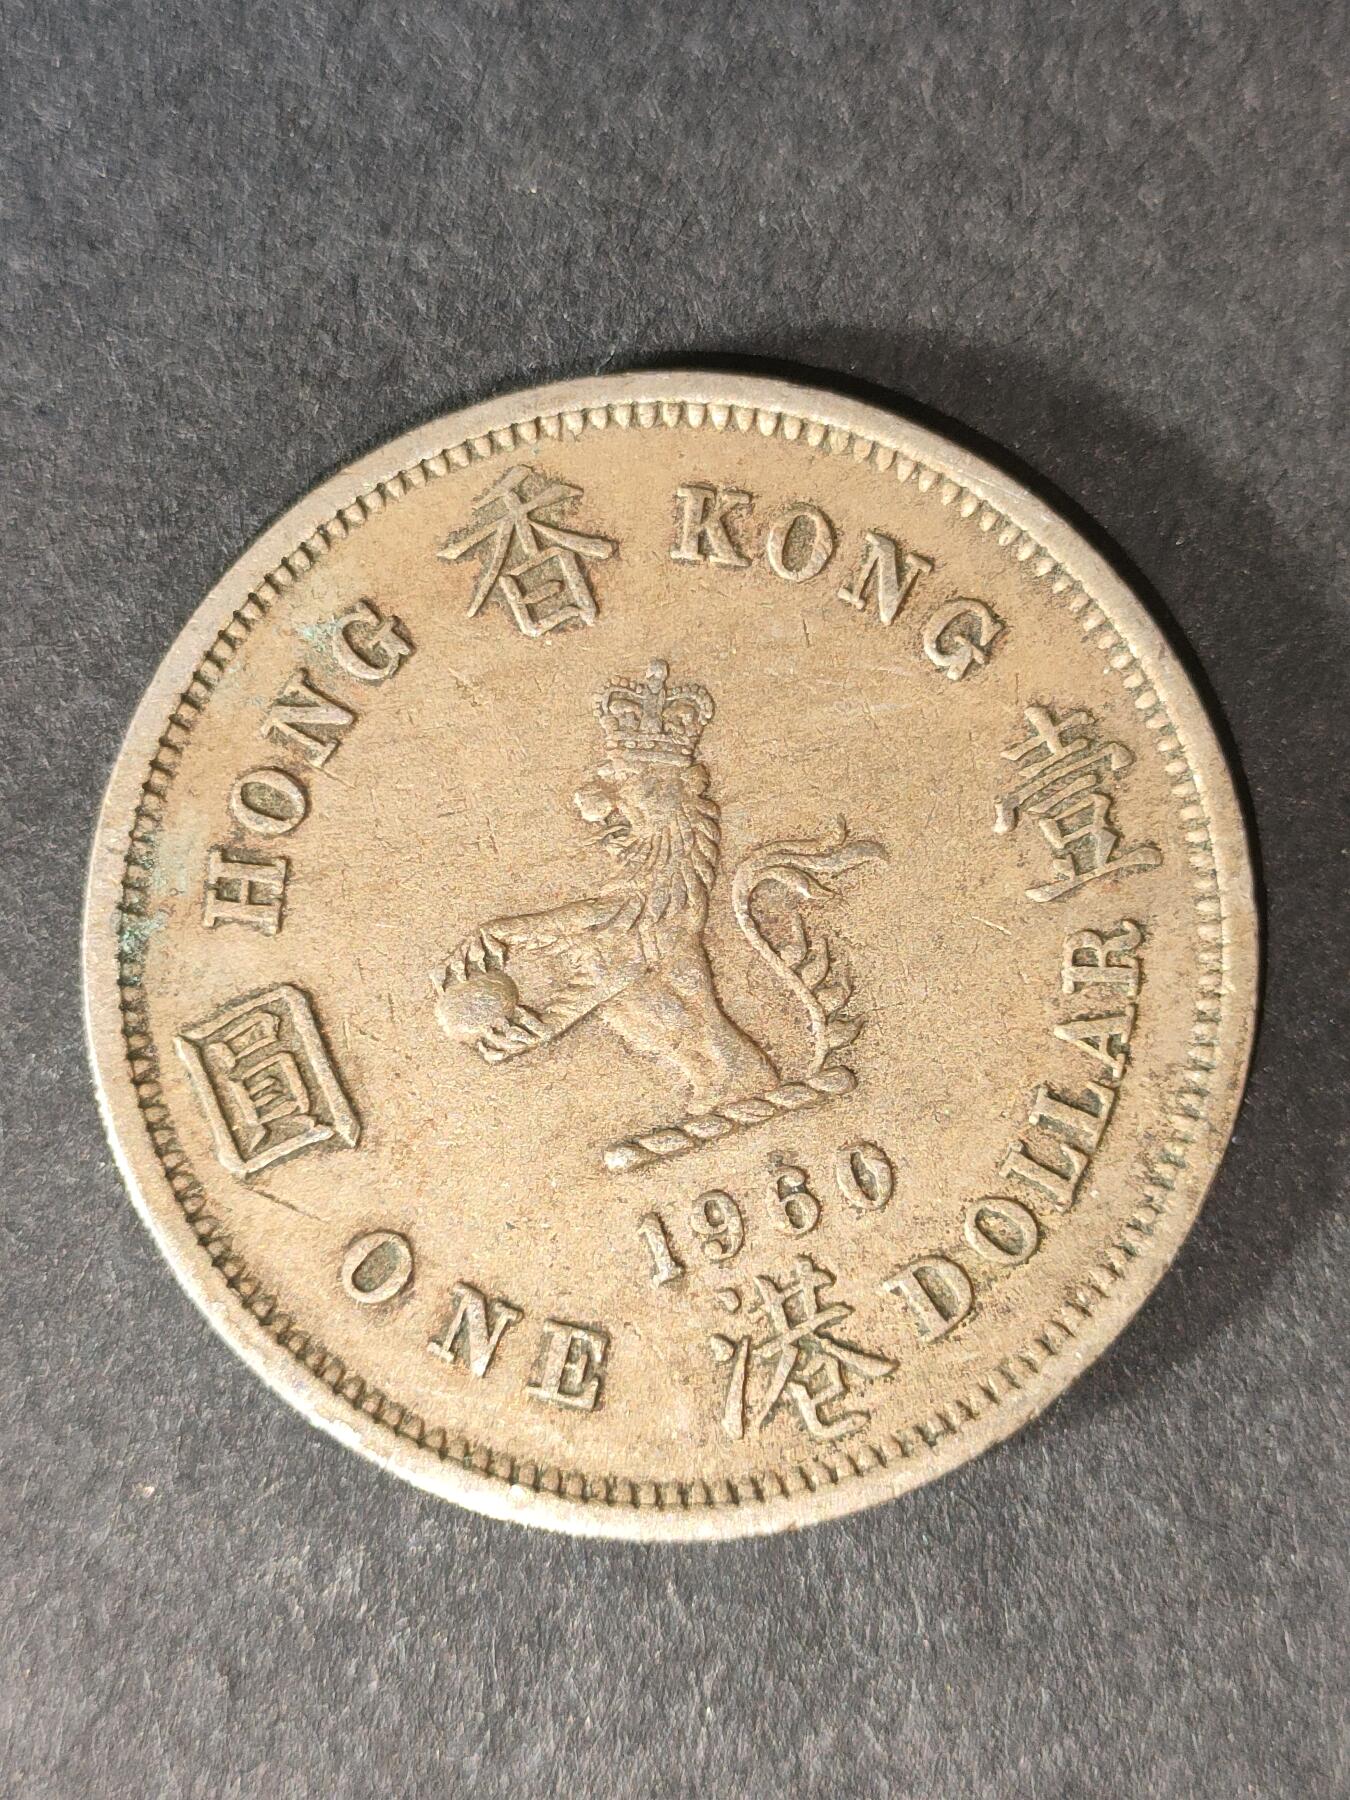 HONG KONG
香
港
壹
圓
1960
ONE DOLLAR